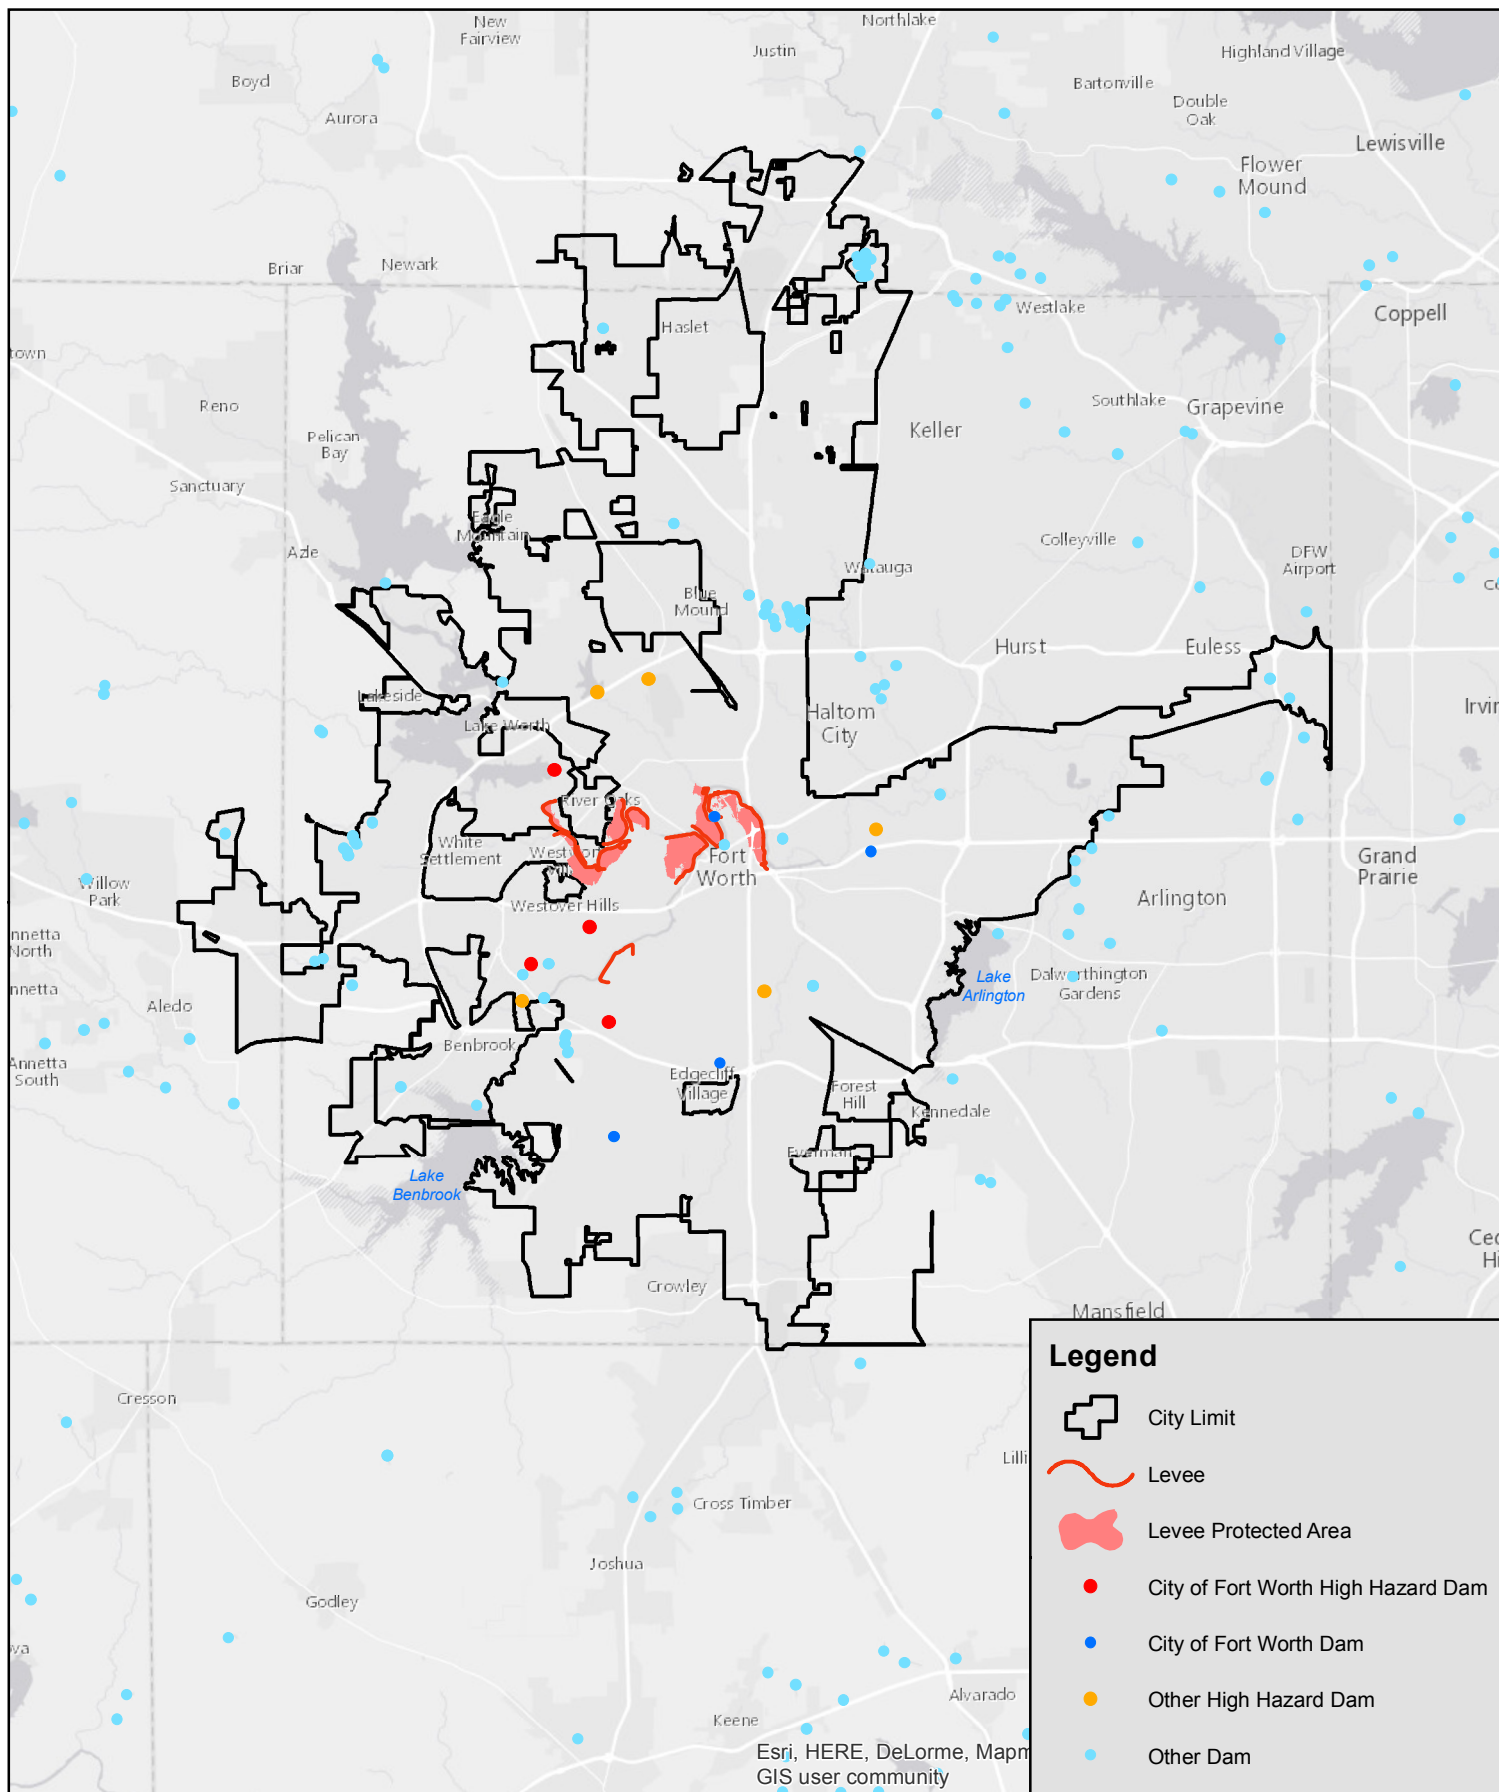 Northlake
New
Fairview
Justin
Highland Village
Boyd
Bartonville
Double
Oak
Aurora
Lewisville
Flower
Mound
Briar
Newark
Westlake
Coppell
Haslet
town
Reno
Southlake
Grapevine
Pelican
Bay
Keller
Sanctuary
Eagle
Mountain
Azle
Colleyville
DFW
Airport
Watauga
Blue
Mound
Hurst
Euless
Lakeside
Lake Worth
Haltom
City
River Oaks
White
Settlement
Fort
Worth
Grand
Prairie
Willow
Park
Westover Hills
Arlington
nnetta
North
Lake
Arlington
Dalworthington
Gardens
nnetta
Aledo
Benbrook
Annetta
South
Edgecliff
Village
Forest
Hill
Kennedale
Everman
Lake
Benbrook
Crowley
Mansfield
Cresson
Lilli
Cross Timber
Joshua
Godley
va
Alvarado
Keene
Esri, HERE, DeLorme, Mapm
GIS user community
Legend
City Limit
Levee
Levee Protected Area
City of Fort Worth High Hazard Dam
City of Fort Worth Dam
Other High Hazard Dam
Other Dam